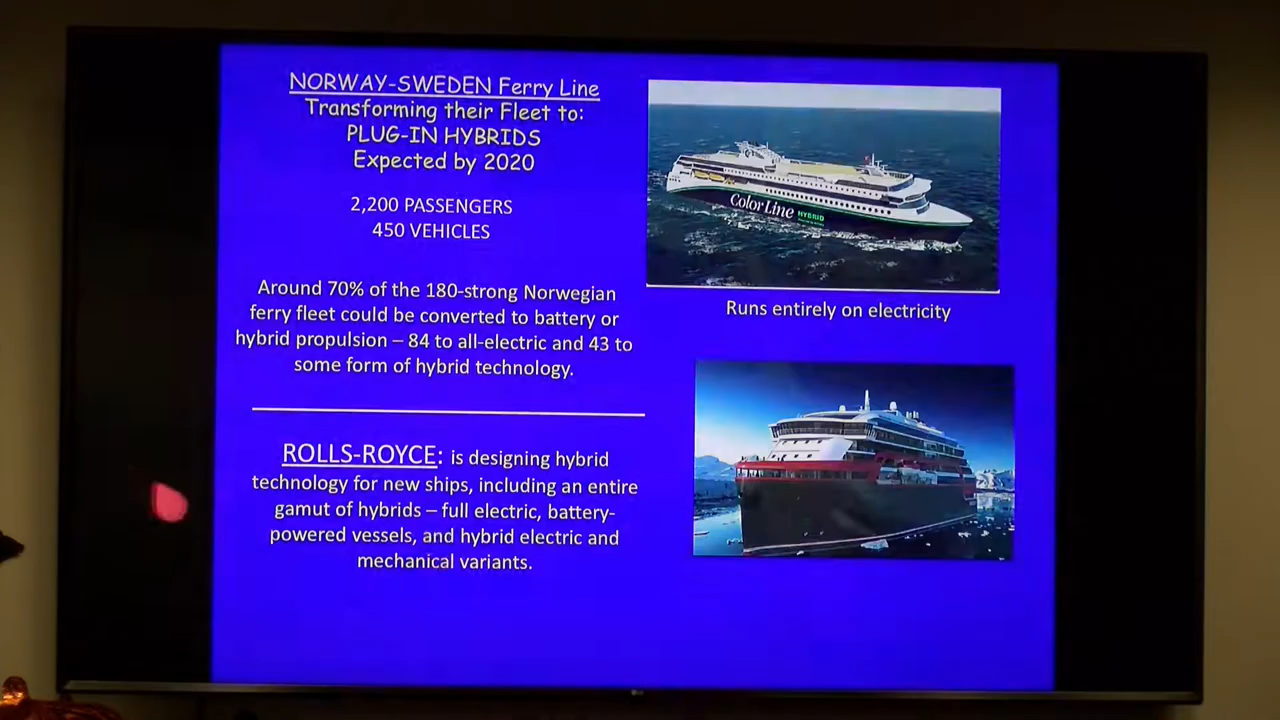 NORWAY-SWEDEN Ferry Line
Transforming their Fleet to:
PLUG-IN HYBRIDS
Expected by 2020
2,200 PASSENGERS
450 VEHICLES
Around 70% of the 180-strong Norwegian
ferry fleet could be converted to battery or
hybrid propulsion – 84 to all-electric and 43 to
some form of hybrid technology.
ROLLS-ROYCE: is designing hybrid
technology for new ships, including an entire
gamut of hybrids – full electric, battery-
powered vessels, and hybrid electric and
mechanical variants.
Color Line HYBRID
Runs entirely on electricity
LG